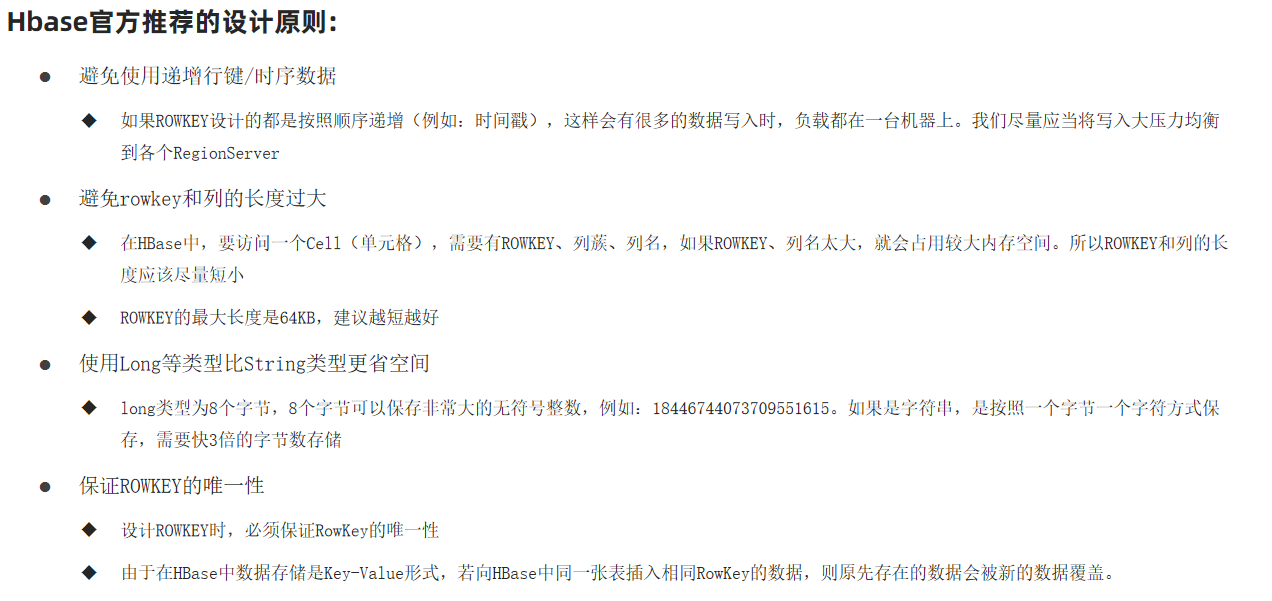 Hbase官方推荐的设计原则:
● 避免使用递增行键/时序数据
◆ 如果ROWKEY设计的都是按照顺序递增（例如：时间戳），这样会有很多的数据写入时，负载都在一台机器上。我们尽量应当将写入大压力均衡
到各个RegionServer
● 避免rowkey和列的长度过大
◆ 在HBase中，要访问一个Cell（单元格），需要有ROWKEY、列蔟、列名，如果ROWKEY、列名太大，就会占用较大内存空间。所以ROWKEY和列的长
度应该尽量短小
◆ ROWKEY的最大长度是64KB，建议越短越好
● 使用Long等类型比String类型更省空间
◆ long类型为8个字节，8个字节可以保存非常大的无符号整数，例如：18446744073709551615。如果是字符串，是按照一个字节一个字符方式保
存，需要快3倍的字节数存储
● 保证ROWKEY的唯一性
◆ 设计ROWKEY时，必须保证RowKey的唯一性
◆ 由于在HBase中数据存储是Key-Value形式，若向HBase中同一张表插入相同RowKey的数据，则原先存在的数据会被新的数据覆盖。